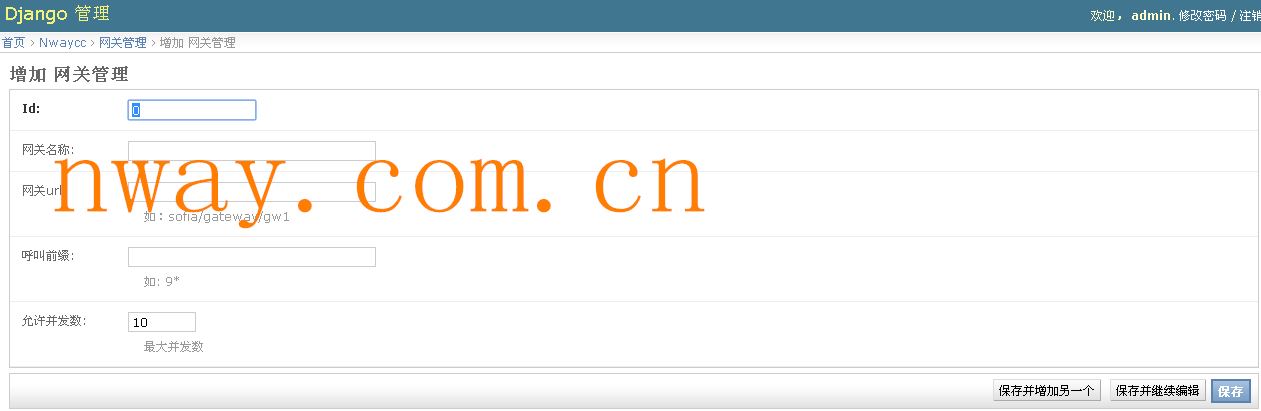 Django 管理
欢迎， admin. 修改密码 / 注销
首页 › Nwaycc › 网关管理 › 增加 网关管理
增加 网关管理
Id: 0
网关名称:
网关url
如：sofia/gateway/gw1
nway.com.cn
呼叫前缀:
如: 9*
允许并发数: 10
最大并发数
保存并增加另一个 保存并继续编辑 保存